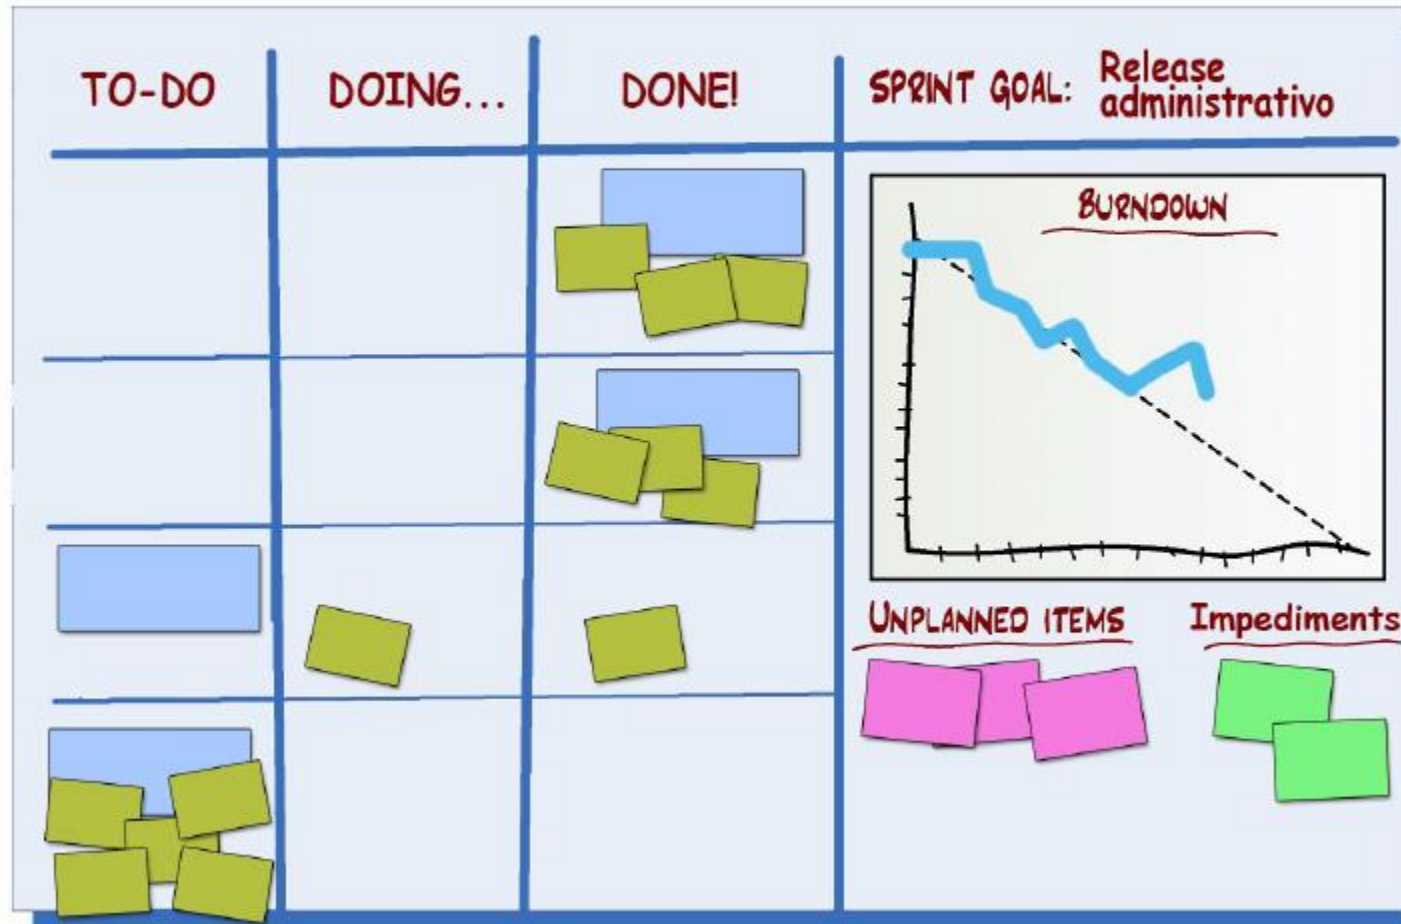 TO-DO
DOING...
DONE!
SPRINT GOAL:
Release
administrativo
BURNDOWN
UNPLANNED ITEMS
Impediments